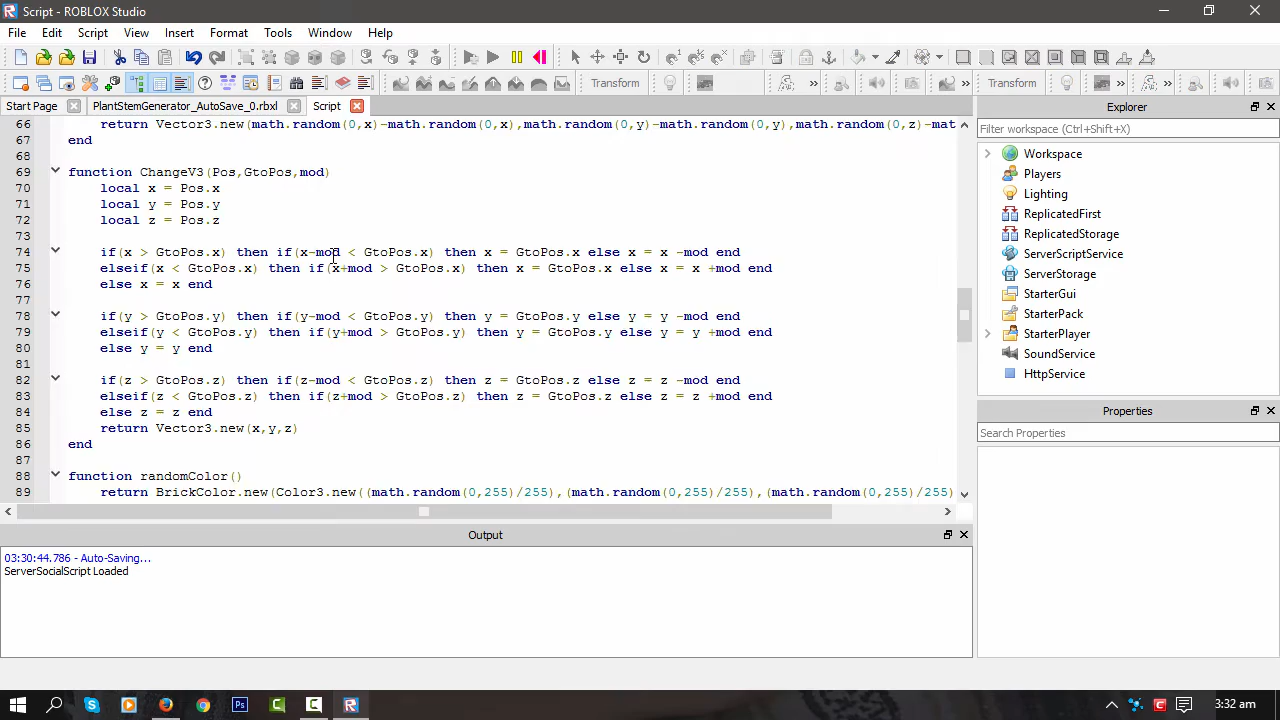 Script - ROBLOX Studio
File Edit Script View Insert Format Tools Window Help
Transform Transform
Start Page PlantStemGenerator_AutoSave_0.rbxl Script
66 return Vector3.new(math.random(0,x)-math.random(0,x),math.random(0,y)-math.random(0,y),math.random(0,z)-mat
67 end
68
69 function ChangeV3(Pos,GtoPos,mod)
70 local x = Pos.x
71 local y = Pos.y
72 local z = Pos.z
73
74 if(x > GtoPos.x) then if(x-mod < GtoPos.x) then x = GtoPos.x else x = x -mod end
75 elseif(x < GtoPos.x) then if(x+mod > GtoPos.x) then x = GtoPos.x else x = x +mod end
76 else x = x end
77
78 if(y > GtoPos.y) then if(y-mod < GtoPos.y) then y = GtoPos.y else y = y -mod end
79 elseif(y < GtoPos.y) then if(y+mod > GtoPos.y) then y = GtoPos.y else y = y +mod end
80 else y = y end
81
82 if(z > GtoPos.z) then if(z-mod < GtoPos.z) then z = GtoPos.z else z = z -mod end
83 elseif(z < GtoPos.z) then if(z+mod > GtoPos.z) then z = GtoPos.z else z = z +mod end
84 else z = z end
85 return Vector3.new(x,y,z)
86 end
87
88 function randomColor()
89 return BrickColor.new(Color3.new((math.random(0,255)/255),(math.random(0,255)/255),(math.random(0,255)/255)
Output
03:30:44.786 - Auto-Saving...
ServerSocialScript Loaded
Explorer
Filter workspace (Ctrl+Shift+X)
Workspace
Players
Lighting
ReplicatedFirst
ReplicatedStorage
ServerScriptService
ServerStorage
StarterGui
StarterPack
StarterPlayer
SoundService
HttpService
Properties
Search Properties
3:32 am